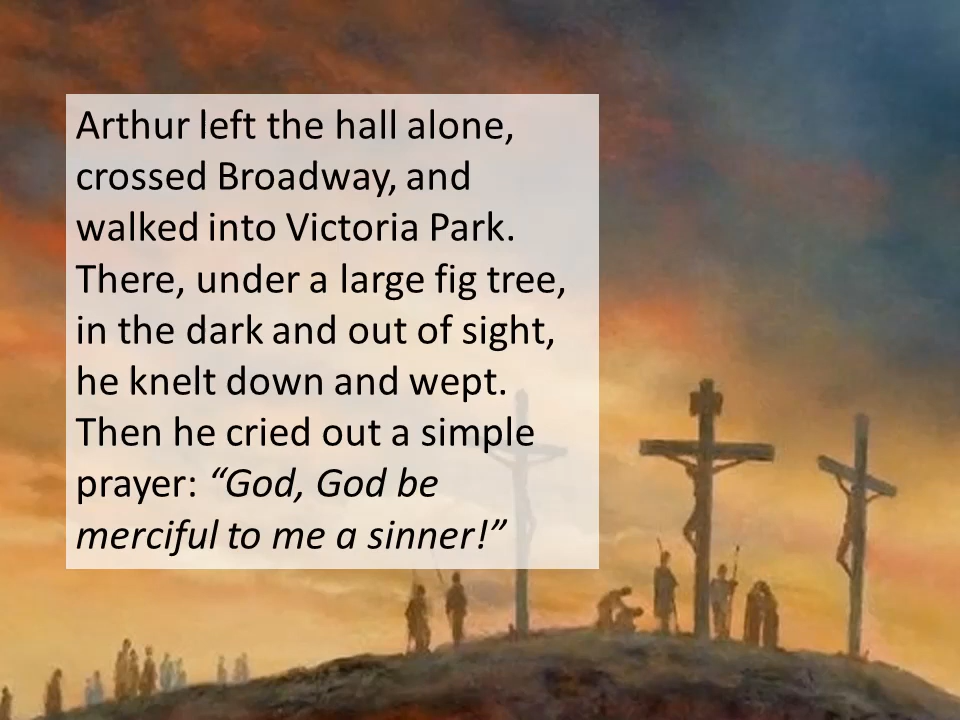 Arthur left the hall alone,
crossed Broadway, and
walked into Victoria Park.
There, under a large fig tree,
in the dark and out of sight,
he knelt down and wept.
Then he cried out a simple
prayer: “God, God be
merciful to me a sinner!”